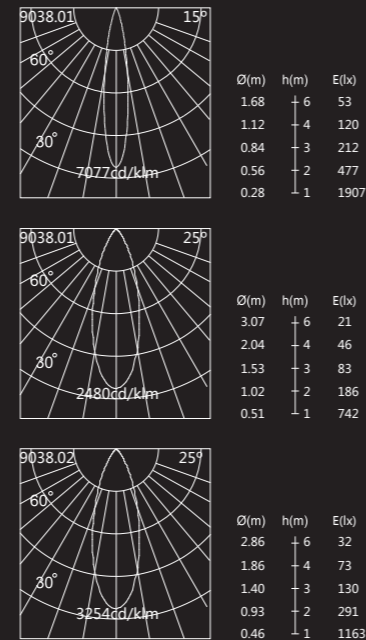 9038.01 15°
60°
30°
7077cd/klm
Ø(m) h(m) E(lx)
1.68 6 53
1.12 4 120
0.84 3 212
0.56 2 477
0.28 1 1907
9038.01 25°
60°
30°
2480cd/klm
Ø(m) h(m) E(lx)
3.07 6 21
2.04 4 46
1.53 3 83
1.02 2 186
0.51 1 742
9038.02 25°
60°
30°
3254cd/klm
Ø(m) h(m) E(lx)
2.86 6 32
1.86 4 73
1.40 3 130
0.93 2 291
0.46 1 1163